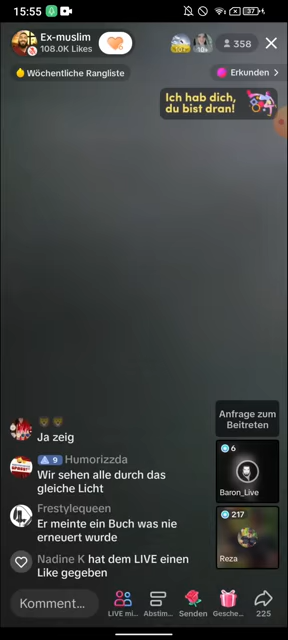 15:55
37
Ex-muslim
108.0K Likes
10+
358
Wöchentliche Rangliste
Erkunden >
Ich hab dich,
du bist dran!
Ja zeig
9 Humorizzda
Wir sehen alle durch das
gleiche Licht
Frestylequeen
Er meinte ein Buch was nie
erneuert wurde
Nadine K hat dem LIVE einen
Like gegeben
Anfrage zum
Beitreten
6
Baron_Live
217
Reza
Komment...
LIVE mi...
Abstim...
Senden
Gesche...
225